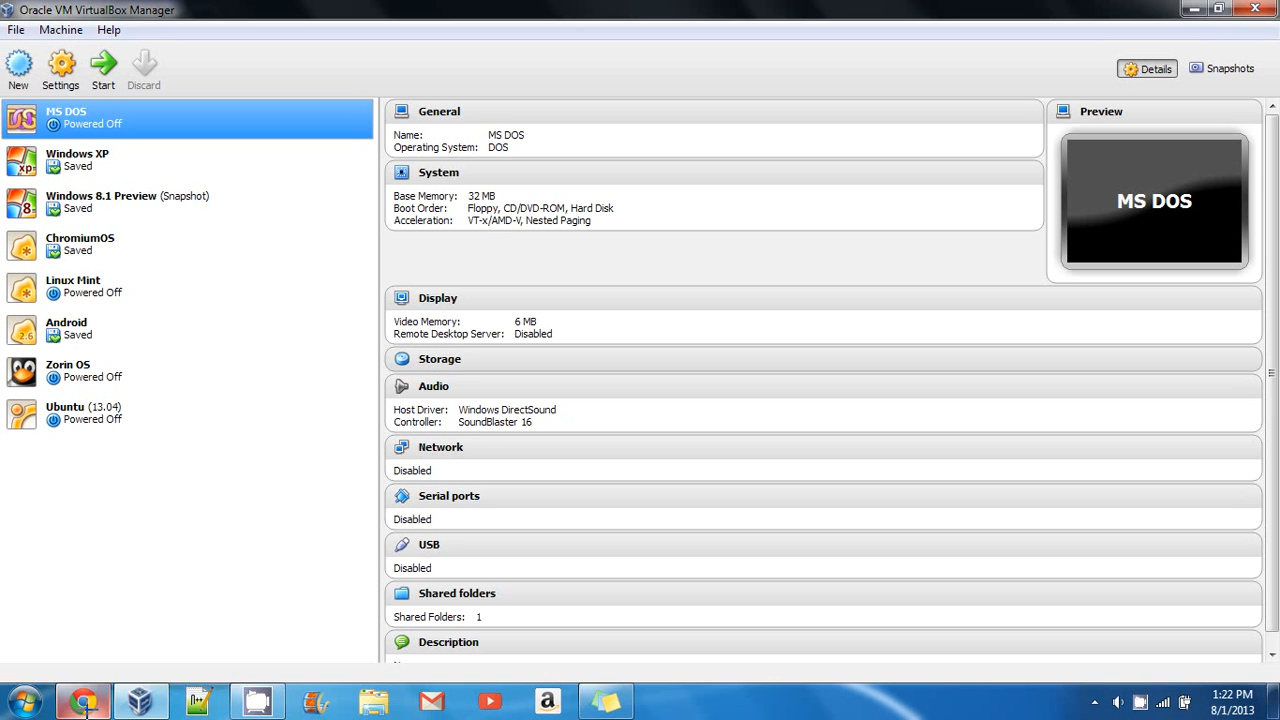 Oracle VM VirtualBox Manager
File Machine Help
New Settings Start Discard
Details Snapshots
MS DOS
Powered Off
Windows XP
Saved
Windows 8.1 Preview (Snapshot)
Saved
ChromiumOS
Saved
Linux Mint
Powered Off
Android
Saved
Zorin OS
Powered Off
Ubuntu (13.04)
Powered Off
General
Name: MS DOS
Operating System: DOS
System
Base Memory: 32 MB
Boot Order: Floppy, CD/DVD-ROM, Hard Disk
Acceleration: VT-x/AMD-V, Nested Paging
Preview
MS DOS
Display
Video Memory: 6 MB
Remote Desktop Server: Disabled
Storage
Audio
Host Driver: Windows DirectSound
Controller: SoundBlaster 16
Network
Disabled
Serial ports
Disabled
USB
Disabled
Shared folders
Shared Folders: 1
Description
1:22 PM
8/1/2013